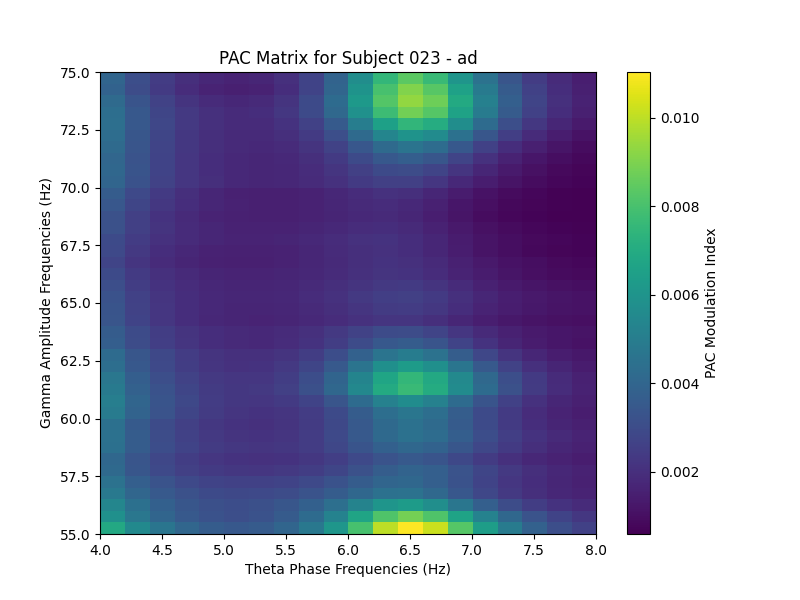 PAC Matrix for Subject 023 - ad
75.0
72.5
70.0
67.5
65.0
62.5
60.0
57.5
55.0
Gamma Amplitude Frequencies (Hz)
4.0 4.5 5.0 5.5 6.0 6.5 7.0 7.5 8.0
Theta Phase Frequencies (Hz)
0.010
0.008
0.006
0.004
0.002
PAC Modulation Index